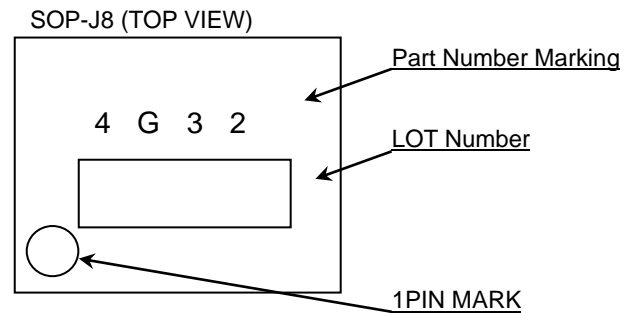 SOP-J8 (TOP VIEW)
Part Number Marking
4 G 3 2
LOT Number
1PIN MARK